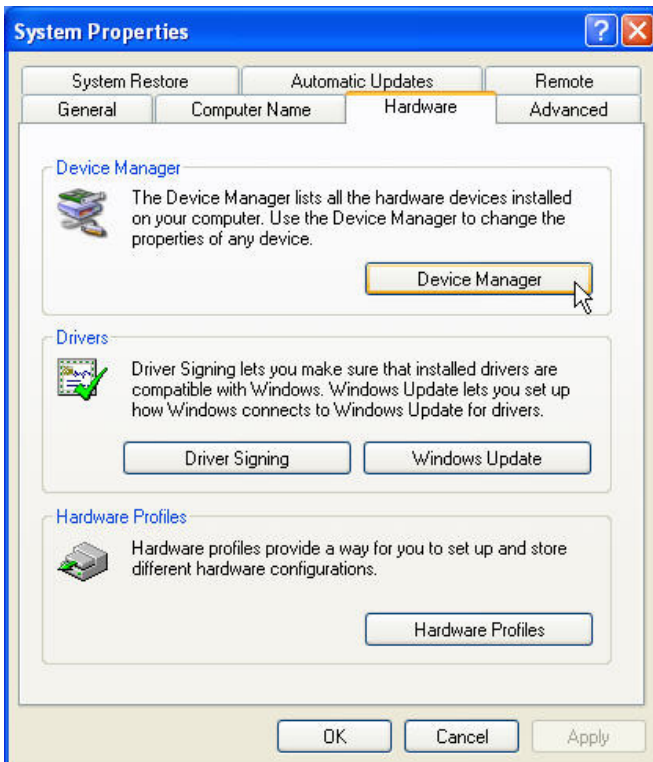 System Properties
System Restore
Automatic Updates
Remote
General
Computer Name
Hardware
Advanced
Device Manager
The Device Manager lists all the hardware devices installed
on your computer. Use the Device Manager to change the
properties of any device.
Device Manager
Drivers
Driver Signing lets you make sure that installed drivers are
compatible with Windows. Windows Update lets you set up
how Windows connects to Windows Update for drivers.
Driver Signing
Windows Update
Hardware Profiles
Hardware profiles provide a way for you to set up and store
different hardware configurations.
Hardware Profiles
OK
Cancel
Apply